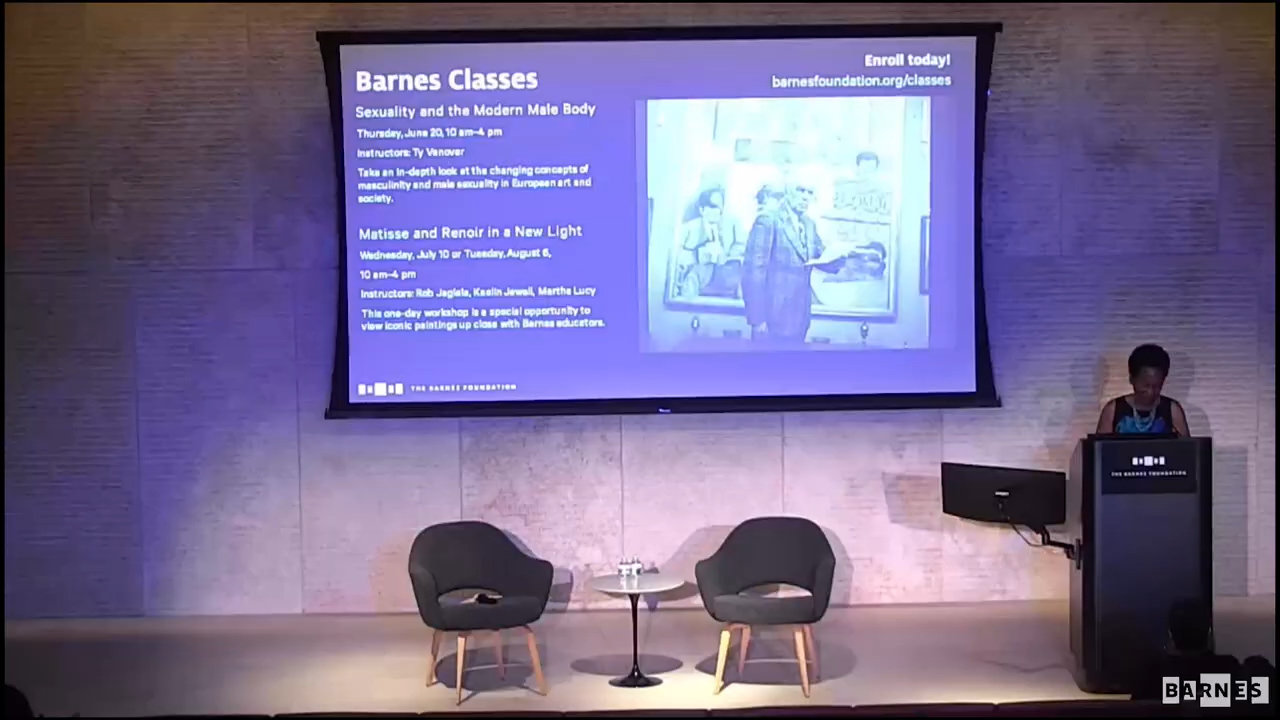 Enroll today!
barnesfoundation.org/classes
Barnes Classes
Sexuality and the Modern Male Body
Thursday, June 20, 10 am–4 pm
Instructors: Ty Vanover
Take an in-depth look at the changing concepts of
masculinity and male sexuality in European art and
society.
Matisse and Renoir in a New Light
Wednesday, July 10 or Tuesday, August 6,
10 am–4 pm
Instructors: Rob Jagiela, Kaelin Jewell, Martha Lucy
This one-day workshop is a special opportunity to
view iconic paintings up close with Barnes educators.
THE BARNES FOUNDATION
THE BARNES FOUNDATION
BARNES